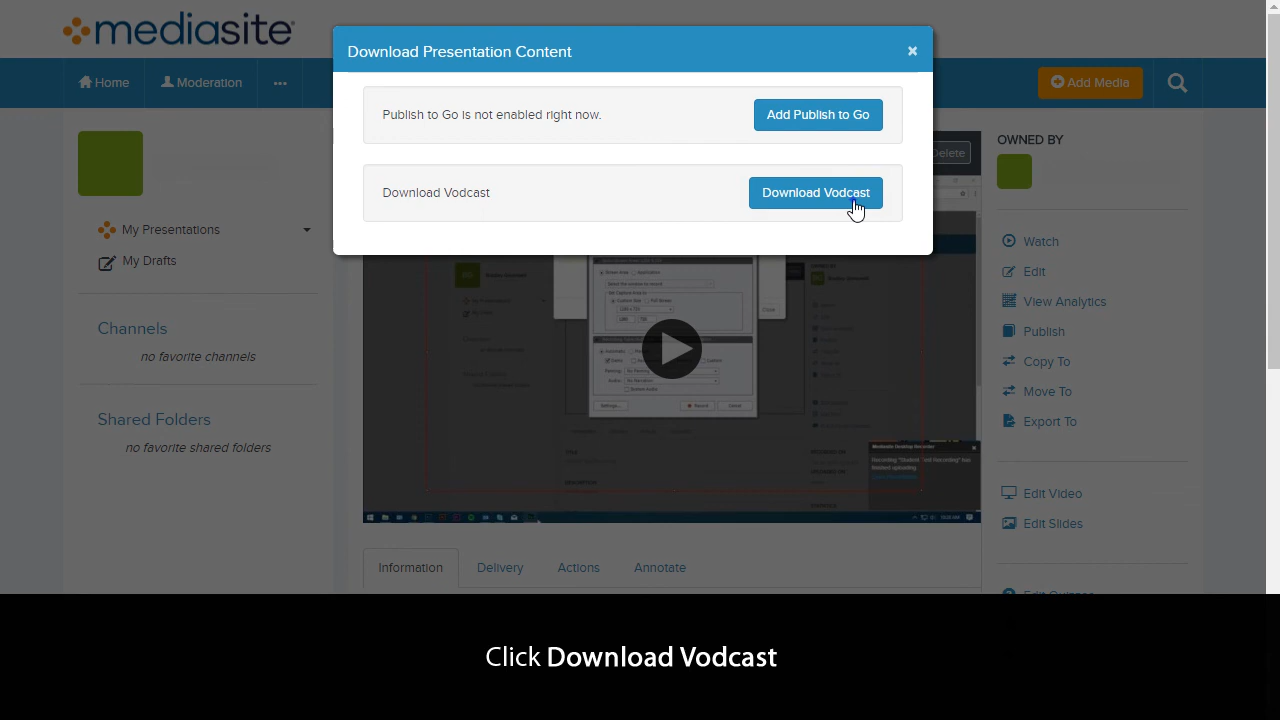 mediasite
Home
Moderation
Add Media
Download Presentation Content
Publish to Go is not enabled right now.
Add Publish to Go
Download Vodcast
Download Vodcast
My Presentations
My Drafts
Channels
no favorite channels
Shared Folders
no favorite shared folders
Delete
OWNED BY
Watch
Edit
View Analytics
Publish
Copy To
Move To
Export To
Edit Video
Edit Slides
Information
Delivery
Actions
Annotate
Click Download Vodcast